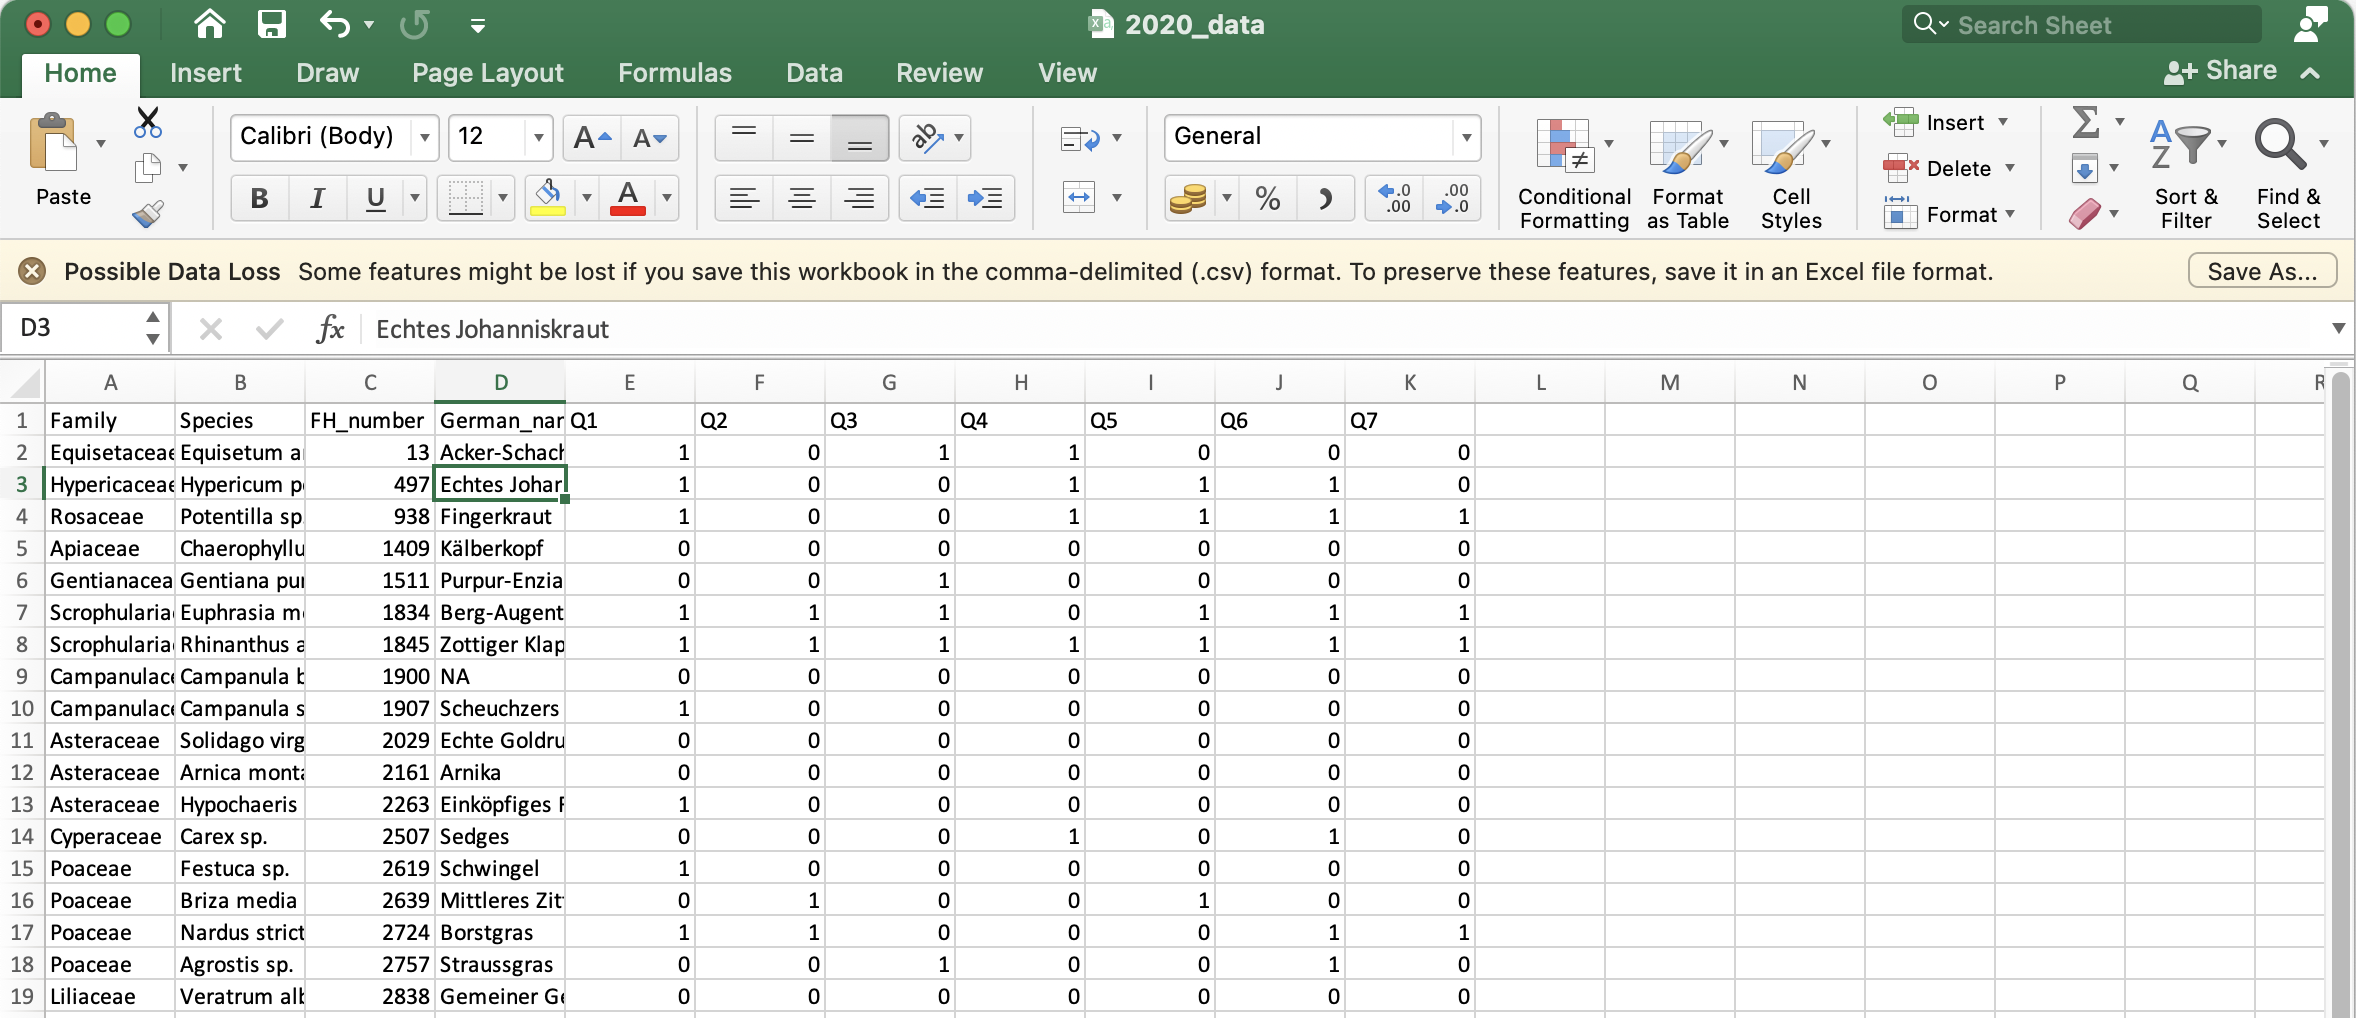 2020_data
Search Sheet
Home Insert Draw Page Layout Formulas Data Review View Share
Paste
Calibri (Body) 12 A A
General
B I U A
% 
Conditional Formatting
Format as Table
Cell Styles
Insert
Delete
Format
Sort & Filter
Find & Select
Possible Data Loss Some features might be lost if you save this workbook in the comma-delimited (.csv) format. To preserve these features, save it in an Excel file format. Save As...
D3 fx Echtes Johanniskraut
A B C D E F G H I J K L M N O P Q R
1 Family Species FH_number German_nar Q1 Q2 Q3 Q4 Q5 Q6 Q7
2 Equisetaceae Equisetum a 13 Acker-Schach 1 0 1 1 0 0 0
3 Hypericaceae Hypericum p 497 Echtes Johar 1 0 0 1 1 1 0
4 Rosaceae Potentilla sp. 938 Fingerkraut 1 0 0 1 1 1 1
5 Apiaceae Chaerophyllu 1409 Kälberkopf 0 0 0 0 0 0 0
6 Gentianacea Gentiana pur 1511 Purpur-Enzia 0 0 1 0 0 0 0
7 Scrophularia Euphrasia m 1834 Berg-Augent 1 1 1 0 1 1 1
8 Scrophularia Rhinanthus a 1845 Zottiger Klap 1 1 1 1 1 1 1
9 Campanulace Campanula b 1900 NA 0 0 0 0 0 0 0
10 Campanulace Campanula s 1907 Scheuchzers 1 0 0 0 0 0 0
11 Asteraceae Solidago virg 2029 Echte Goldru 0 0 0 0 0 0 0
12 Asteraceae Arnica monta 2161 Arnika 0 0 0 0 0 0 0
13 Asteraceae Hypochaeris 2263 Einköpfiges F 1 0 0 0 0 0 0
14 Cyperaceae Carex sp. 2507 Sedges 0 0 0 1 0 1 0
15 Poaceae Festuca sp. 2619 Schwingel 1 0 0 0 0 0 0
16 Poaceae Briza media 2639 Mittleres Zit 0 1 0 0 1 0 0
17 Poaceae Nardus strict 2724 Borstgras 1 1 0 0 0 1 1
18 Poaceae Agrostis sp. 2757 Straussgras 0 0 1 0 0 1 0
19 Liliaceae Veratrum alb 2838 Gemeiner Ge 0 0 0 0 0 0 0